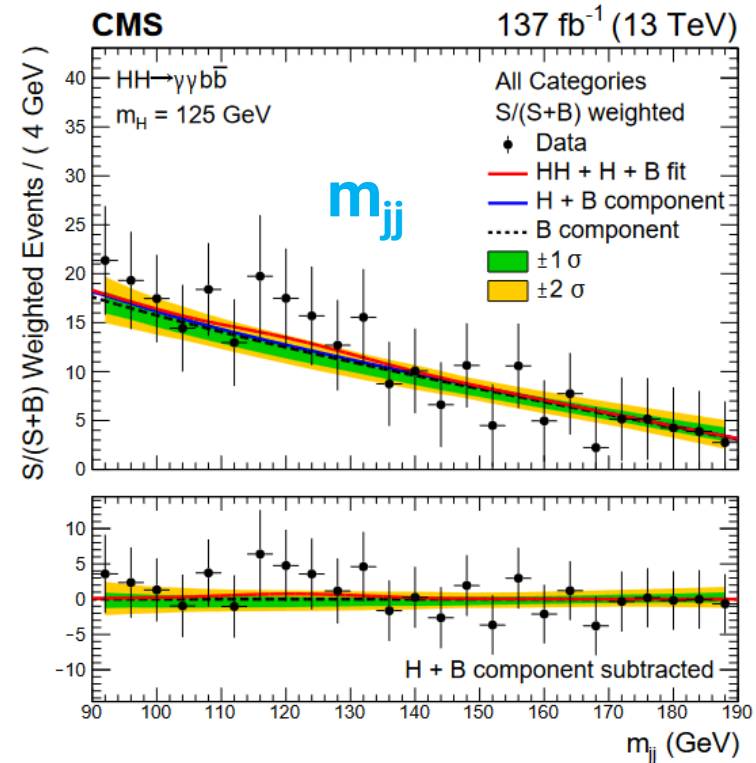 CMS 137 fb⁻¹ (13 TeV)
S/(S+B) Weighted Events / ( 4 GeV )
40
35
30
25
20
15
10
5
0
HH→γγbb̅
m_H = 125 GeV
m_jj
All Categories
S/(S+B) weighted
Data
HH + H + B fit
H + B component
B component
±1 σ
±2 σ
10
5
0
−5
−10
H + B component subtracted
90 100 110 120 130 140 150 160 170 180 190
m_jj (GeV)